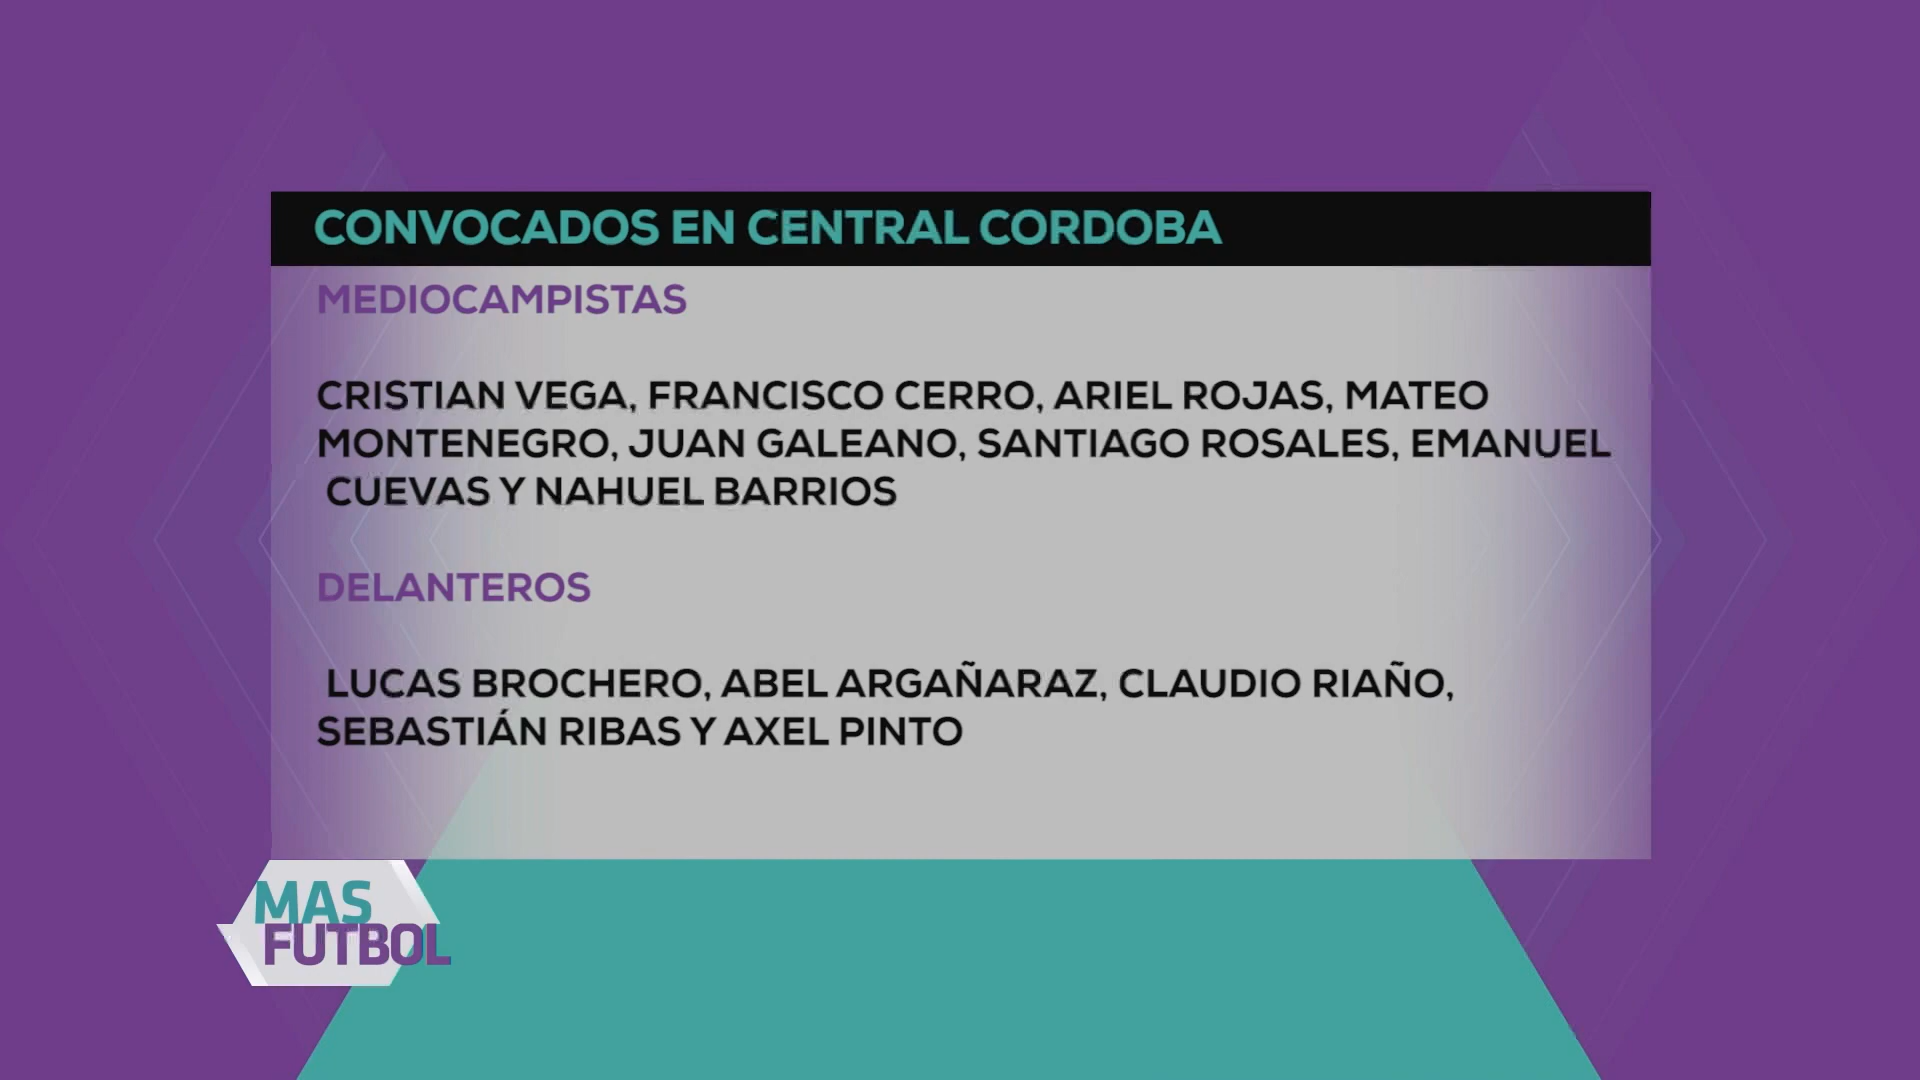 CONVOCADOS EN CENTRAL CORDOBA
MEDIOCAMPISTAS
CRISTIAN VEGA, FRANCISCO CERRO, ARIEL ROJAS, MATEO
MONTENEGRO, JUAN GALEANO, SANTIAGO ROSALES, EMANUEL
CUEVAS Y NAHUEL BARRIOS
DELANTEROS
LUCAS BROCHERO, ABEL ARGAÑARAZ, CLAUDIO RIAÑO,
SEBASTIÁN RIBAS Y AXEL PINTO
MAS
FUTBOL